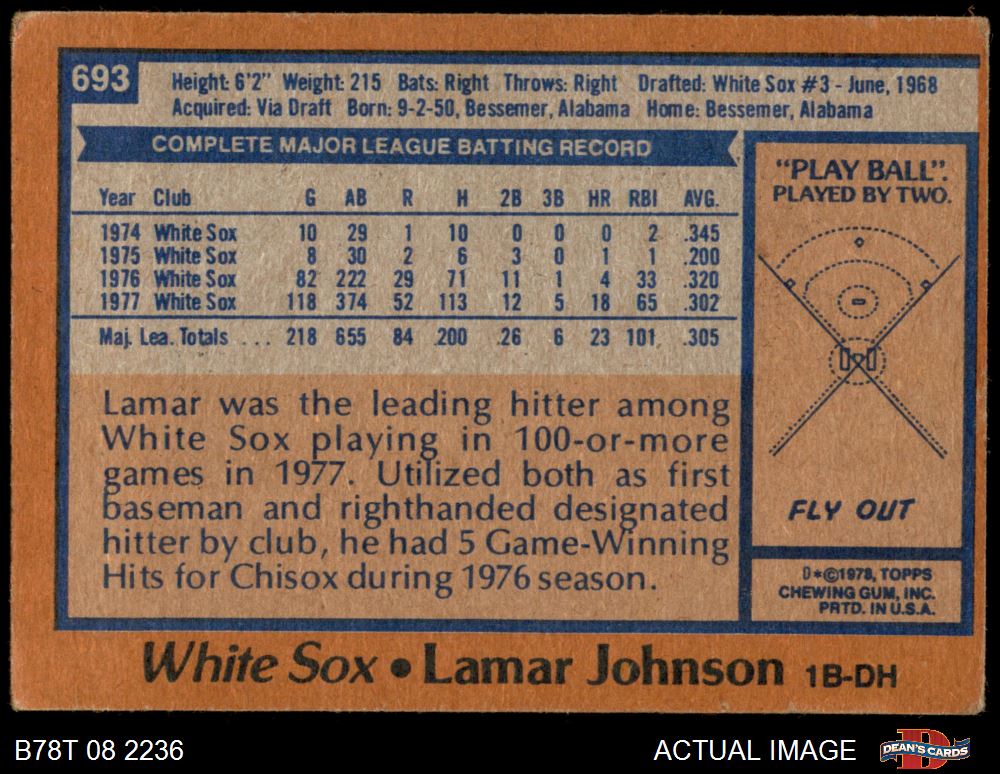 693
Height: 6'2" Weight: 215 Bats: Right Throws: Right Drafted: White Sox #3 - June, 1968
Acquired: Via Draft Born: 9-2-50, Bessemer, Alabama Home: Bessemer, Alabama
COMPLETE MAJOR LEAGUE BATTING RECORD
Year Club G AB R H 2B 3B HR RBI AVG.
1974 White Sox 10 29 1 10 0 0 0 2 .345
1975 White Sox 8 30 2 6 3 0 1 1 .200
1976 White Sox 82 222 29 71 11 1 4 33 .320
1977 White Sox 118 374 52 113 12 5 18 65 .302
Maj. Lea. Totals ... 218 655 84 200 26 6 23 101 .305
Lamar was the leading hitter among
White Sox playing in 100-or-more
games in 1977. Utilized both as first
baseman and righthanded designated
hitter by club, he had 5 Game-Winning
Hits for Chisox during 1976 season.
"PLAY BALL".
PLAYED BY TWO.
FLY OUT
D*©1978, TOPPS
CHEWING GUM, INC.
PRTD. IN U.S.A.
White Sox • Lamar Johnson 1B-DH
B78T 08 2236
ACTUAL IMAGE
D
DEAN'S CARDS